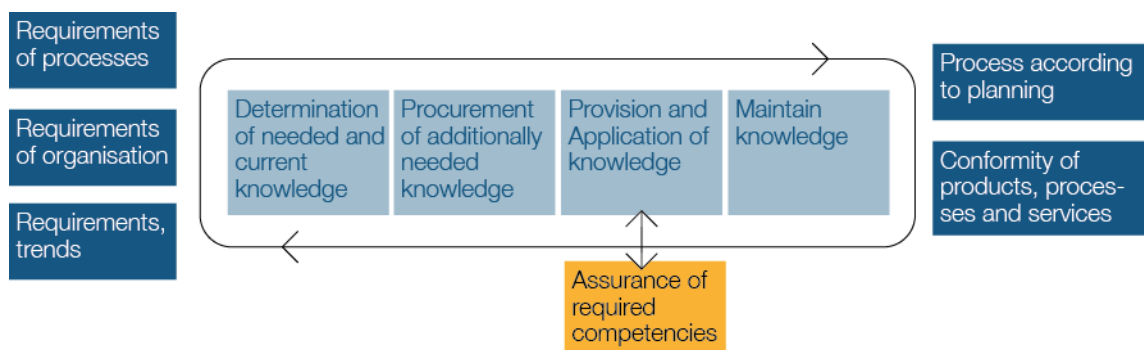 Requirements
of processes
Requirements
of organisation
Requirements,
trends
Determination
of needed and
current
knowledge
Procurement
of additionally
needed
knowledge
Provision and
Application of
knowledge
Maintain
knowledge
Assurance of
required
competencies
Process according
to planning
Conformity of
products, proces-
ses and services